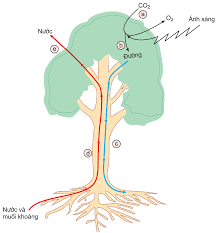 CO2
a
O2
Ánh sáng
Nước
e
b
Đường
d
c
Nước và
muối khoáng